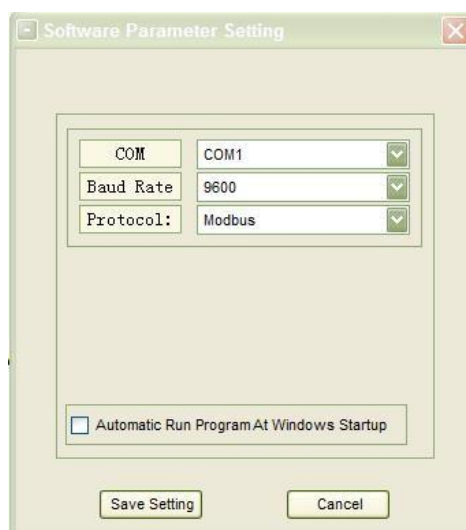 Software Parameter Setting
COM COM1
Baud Rate 9600
Protocol: Modbus
Automatic Run Program At Windows Startup
Save Setting Cancel